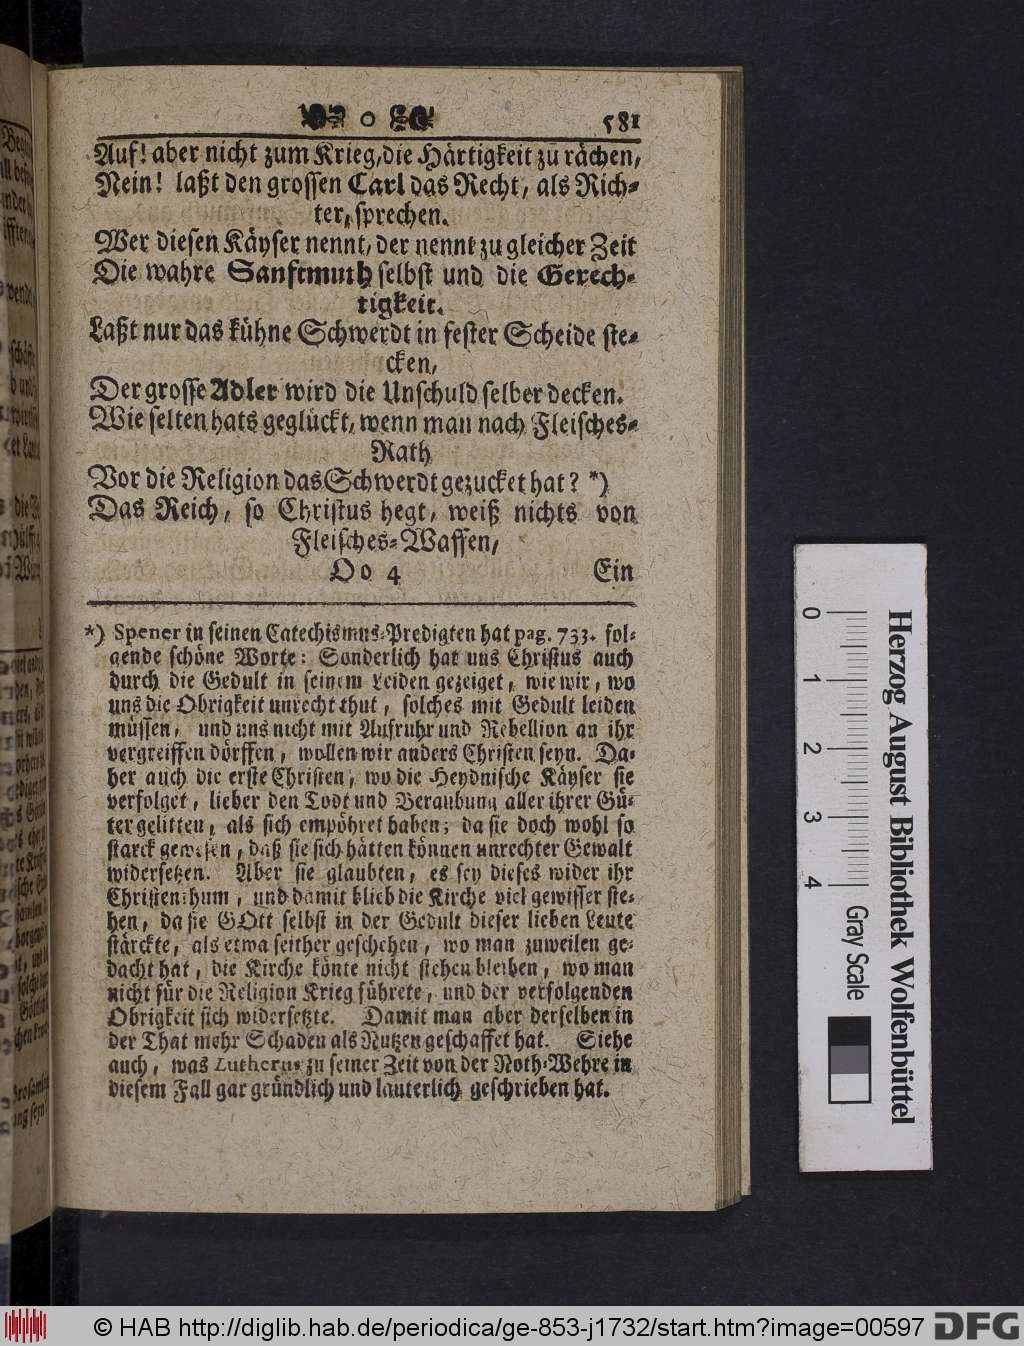 581
Auf! aber nicht zum Krieg, die Härtigkeit zu rächen,
Nein! laßt den grossen Carl das Recht, als Rich-
ter, sprechen.
Wer diesen Käyser nennt, der nennt zu gleicher Zeit
Die wahre Sanftmuth selbst und die Gerech-
tigkeit.
Laßt nur das kühne Schwerdt in fester Scheide ste-
cken,
Der grosse Adler wird die Unschuld selber decken.
Wie selten hats geglückt, wenn man nach Fleisches-
Rath
Vor die Religion das Schwerdt gezucket hat? *)
Das Reich, so Christus hegt, weiß nichts von
Fleisches-Waffen,
Oo 4 Ein
*) Spener in seinen Catechismus-Predigten hat pag. 733. fol-
gende schöne Worte: Sonderlich hat uns Christus auch
durch die Gedult in seinem Leiden gezeiget, wie wir, wo
uns die Obrigkeit unrecht thut, solches mit Gedult leiden
müssen, und uns nicht mit Aufruhr und Rebellion an ihr
vergreiffen dörffen, wollen wir anders Christen seyn. Da-
her auch die erste Christen, wo die Heydnische Käyser sie
verfolget, lieber den Todt und Beraubung aller ihrer Gü-
ter gelitten, als sich empöhret haben; da sie doch wohl so
starck gewesen, daß sie sich hätten können unrechter Gewalt
widersetzen. Aber sie glaubten, es sey dieses wider ihr
Christenthum, und damit blieb die Kirche viel gewisser ste-
hen, da sie GOtt selbst in der Gedult dieser lieben Leute
stärckte, als etwa seither geschehen, wo man zuweilen ge-
dacht hat, die Kirche könte nicht stehen bleiben, wo man
nicht für die Religion Krieg führete, und der verfolgenden
Obrigkeit sich widersetzte. Damit man aber derselben in
der That mehr Schaden als Nutzen geschaffet hat. Siehe
auch, was Lutherus zu seiner Zeit von der Noth-Wehre in
diesem Fall gar gründlich und lauterlich geschrieben hat.
0 1 2 3 4
Gray Scale
Herzog August Bibliothek Wolfenbüttel
© HAB http://diglib.hab.de/periodica/ge-853-j1732/start.htm?image=00597
DFG